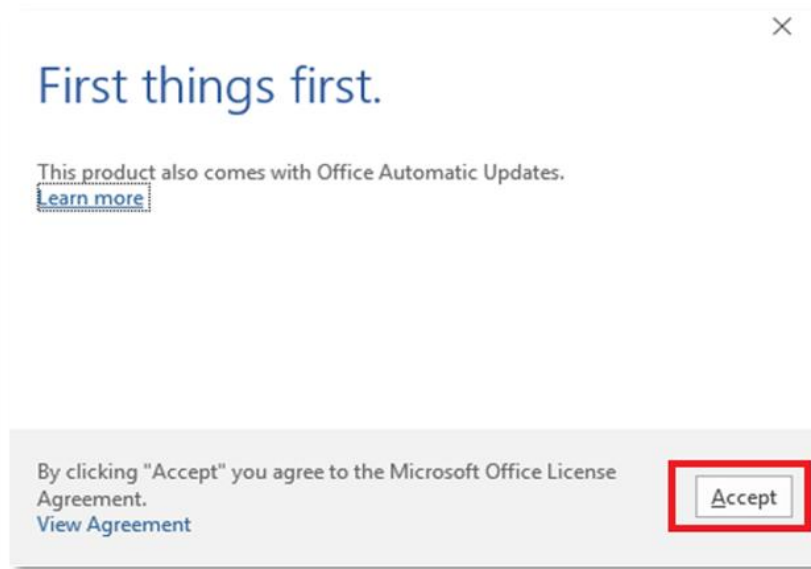 First things first.
This product also comes with Office Automatic Updates.
Learn more
By clicking "Accept" you agree to the Microsoft Office License
Agreement.
View Agreement
Accept